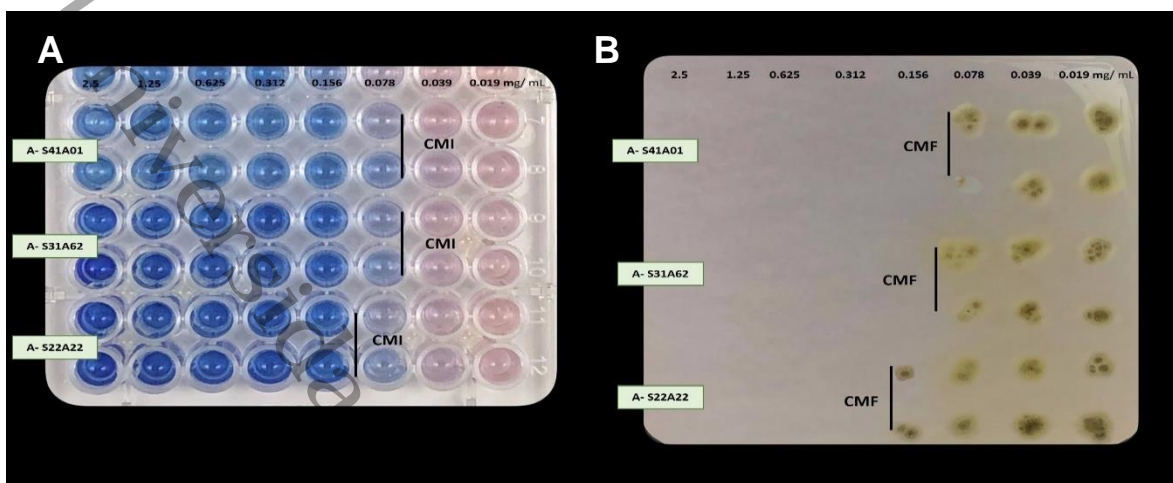 A
2.5 1.25 0.625 0.312 0.156 0.078 0.039 0.019 mg/ mL
A- S41A01
CMI
A- S31A62
CMI
A- S22A22
CMI
7
8
9
10
11
12
B
2.5 1.25 0.625 0.312 0.156 0.078 0.039 0.019 mg/ mL
A- S41A01
CMF
A- S31A62
CMF
A- S22A22
CMF
niverside